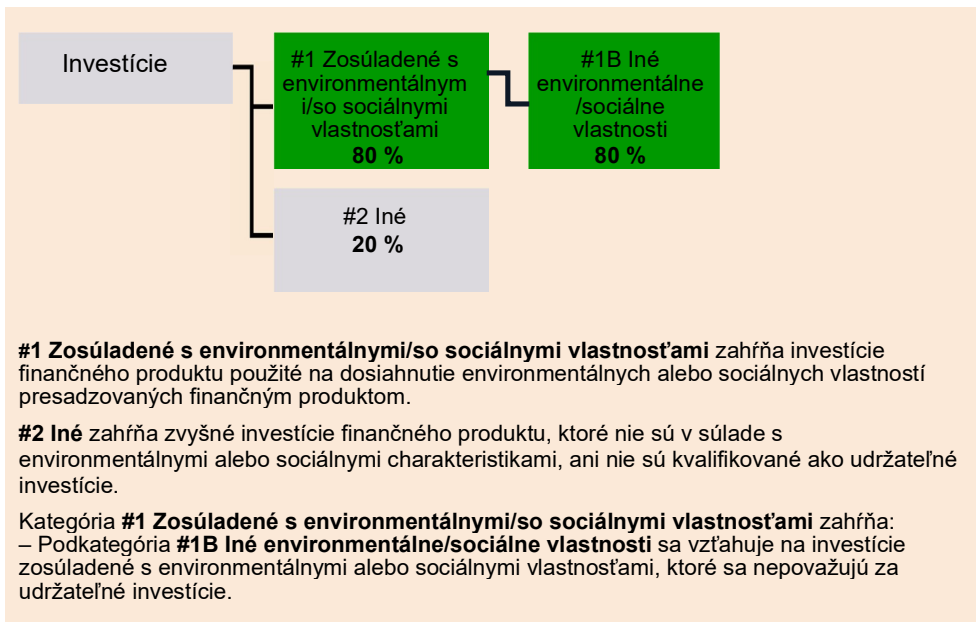 Investície
#1 Zosúladené s
environmentálnym
i/so sociálnymi
vlastnosťami
80 %
#1B Iné
environmentálne
/sociálne
vlastnosti
80 %
#2 Iné
20 %
#1 Zosúladené s environmentálnymi/so sociálnymi vlastnosťami zahŕňa investície
finančného produktu použité na dosiahnutie environmentálnych alebo sociálnych vlastností
presadzovaných finančným produktom.
#2 Iné zahŕňa zvyšné investície finančného produktu, ktoré nie sú v súlade s
environmentálnymi alebo sociálnymi charakteristikami, ani nie sú kvalifikované ako udržateľné
investície.
Kategória #1 Zosúladené s environmentálnymi/so sociálnymi vlastnosťami zahŕňa:
– Podkategória #1B Iné environmentálne/sociálne vlastnosti sa vzťahuje na investície
zosúladené s environmentálnymi alebo sociálnymi vlastnosťami, ktoré sa nepovažujú za
udržateľné investície.